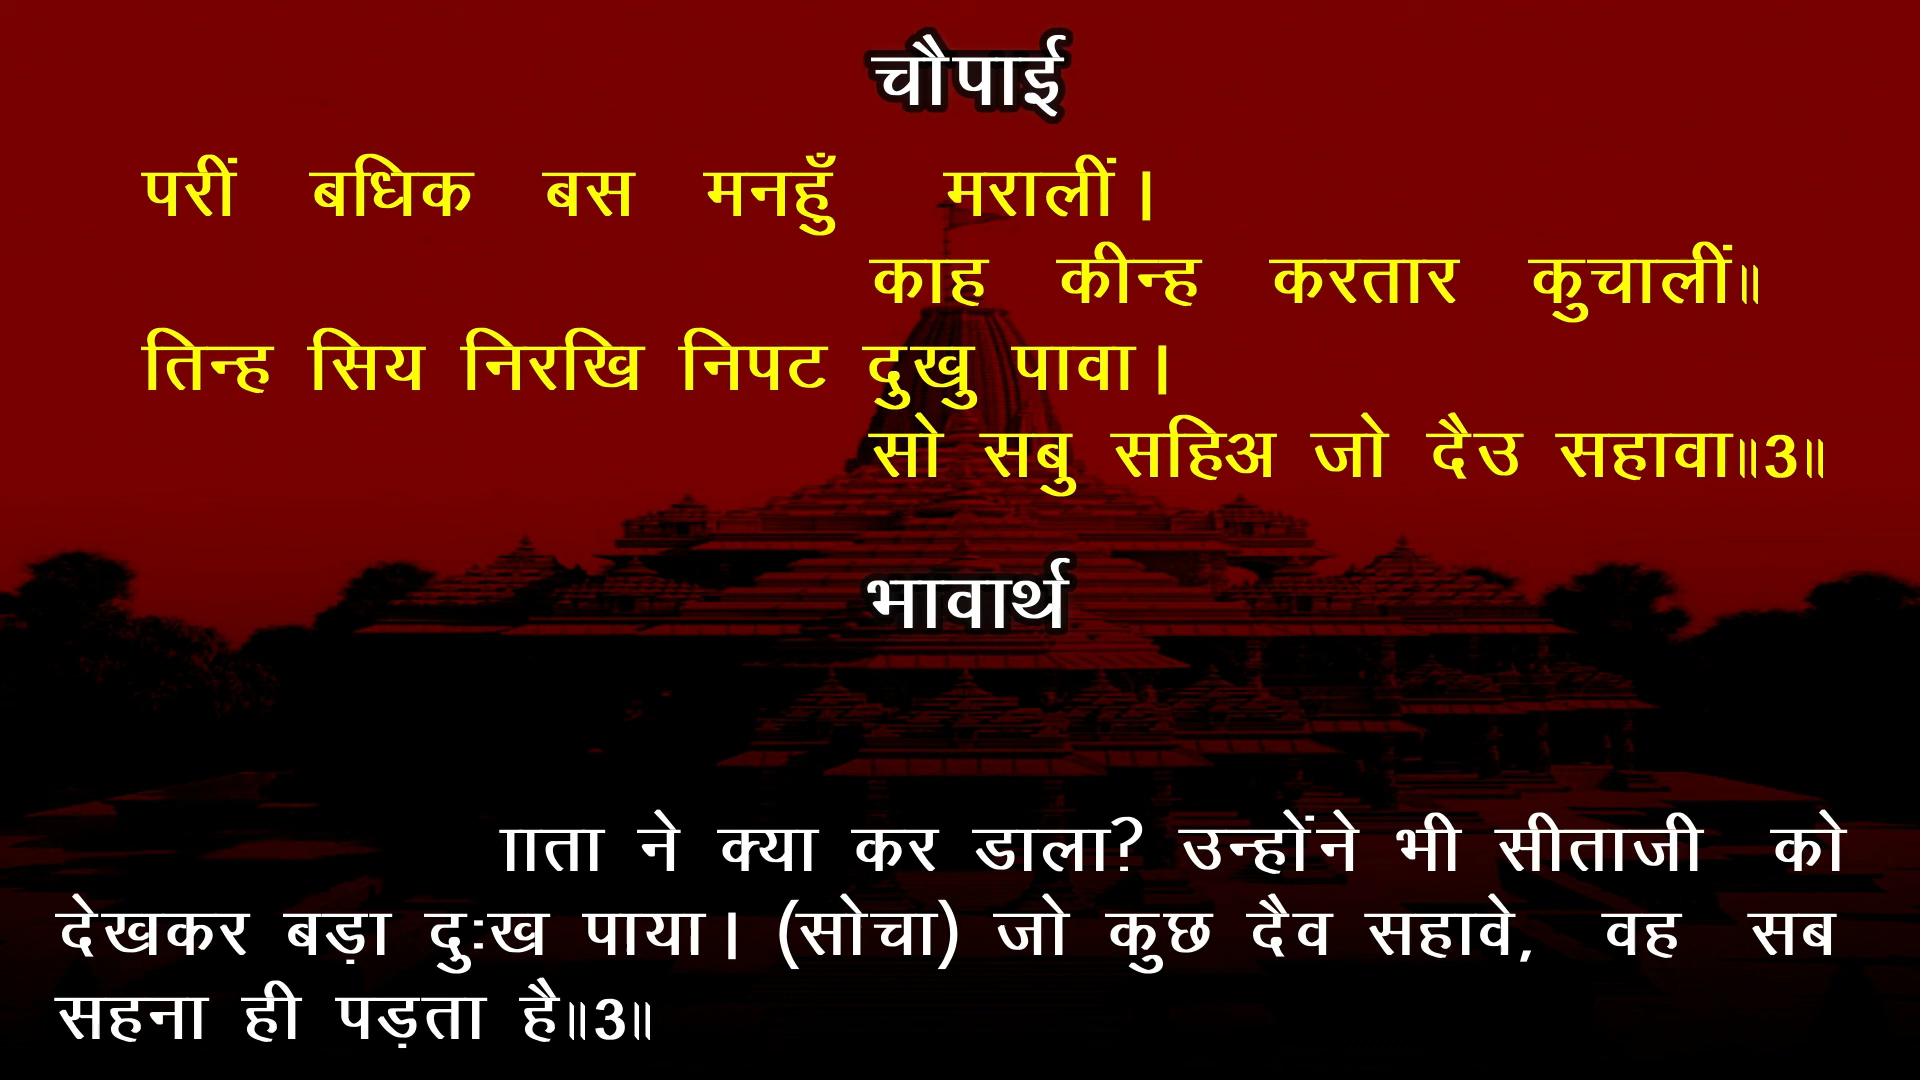 चौपाई
परीं बधिक बस मनहुँ मरालीं।
काह कीन्ह करतार कुचालीं॥
तिन्ह सिय निरखि निपट दुखु पावा।
सो सबु सहिअ जो दैउ सहावा॥3॥
भावार्थ
ने क्या कर डाला? उन्होंने भी सीताजी को
देखकर बड़ा दुःख पाया। (सोचा) जो कुछ दैव सहावे, वह सब
सहना ही पड़ता है॥3॥